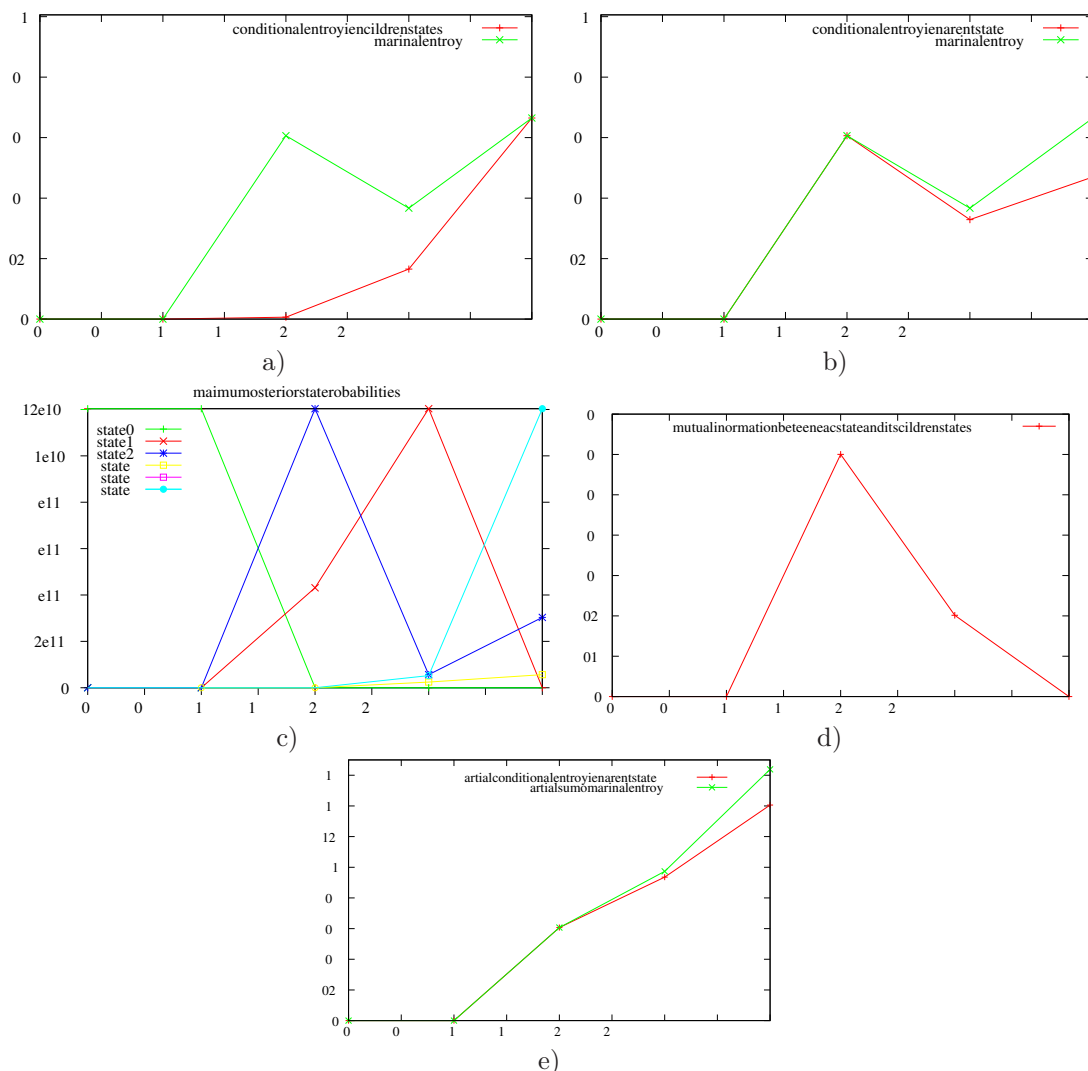 1
conditionalentroyiencildrenstates
marinalentroy
0
0
0
02
0
0 0 1 1 2 2
a)
1
conditionalentroyienarentstate
marinalentroy
0
0
0
02
0
0 0 1 1 2 2
b)
maimumosteriorstaterobabilities
12e10
state0
state1
1e10
state2
state
state
state
e11
e11
e11
2e11
0
0 0 1 1 2 2
c)
0
mutualinormationbeteeneacstateanditscildrenstates
0
0
0
0
02
01
0
0 0 1 1 2 2
d)
1
artialconditionalentroyienarentstate
artialsumomarinalentroy
1
12
1
0
0
0
02
0
0 0 1 1 2 2
e)